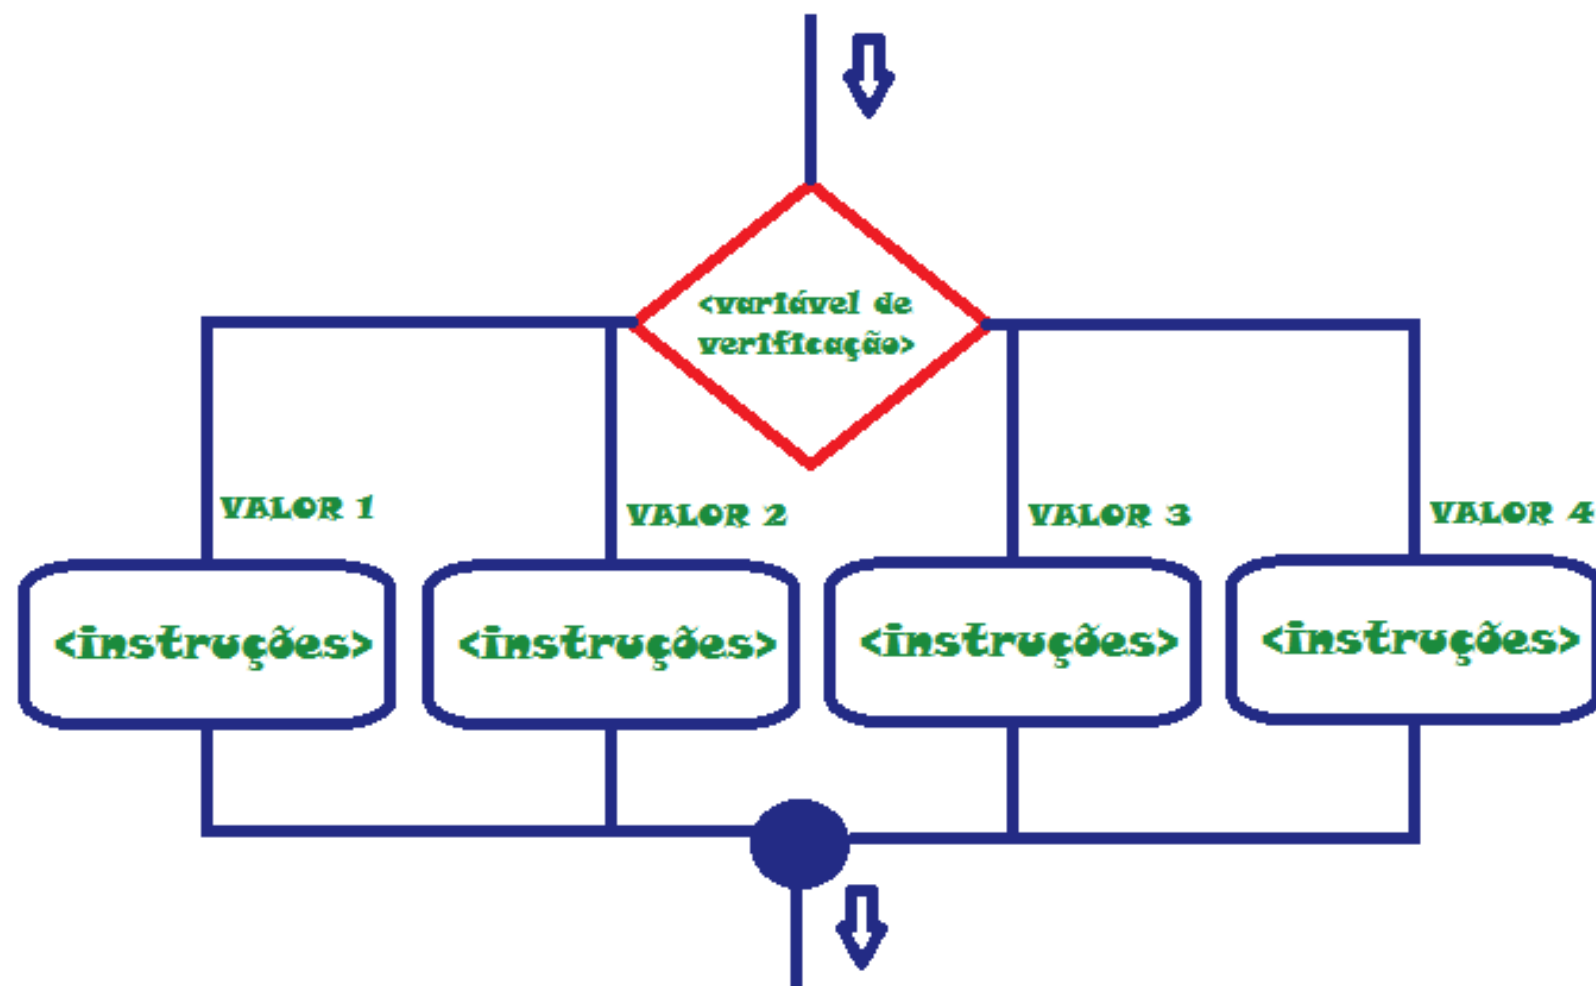 <variável de
verificação>
VALOR 1
VALOR 2
VALOR 3
VALOR 4
<instruções>
<instruções>
<instruções>
<instruções>